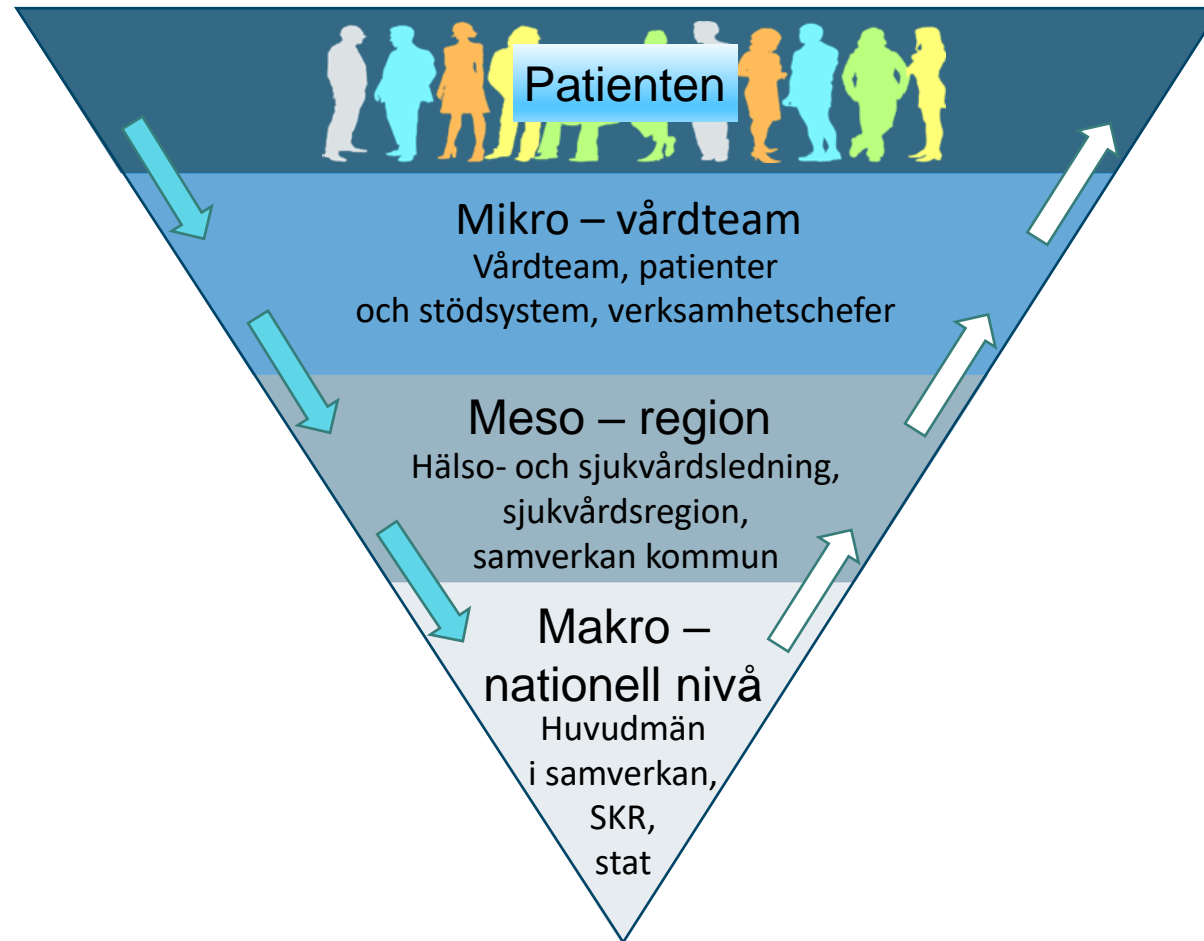 Patienten
Mikro – vårdteam
Vårdteam, patienter
och stödsystem, verksamhetschefer
Meso – region
Hälso- och sjukvårdsledning,
sjukvårdsregion,
samverkan kommun
Makro –
nationell nivå
Huvudmän
i samverkan,
SKR,
stat